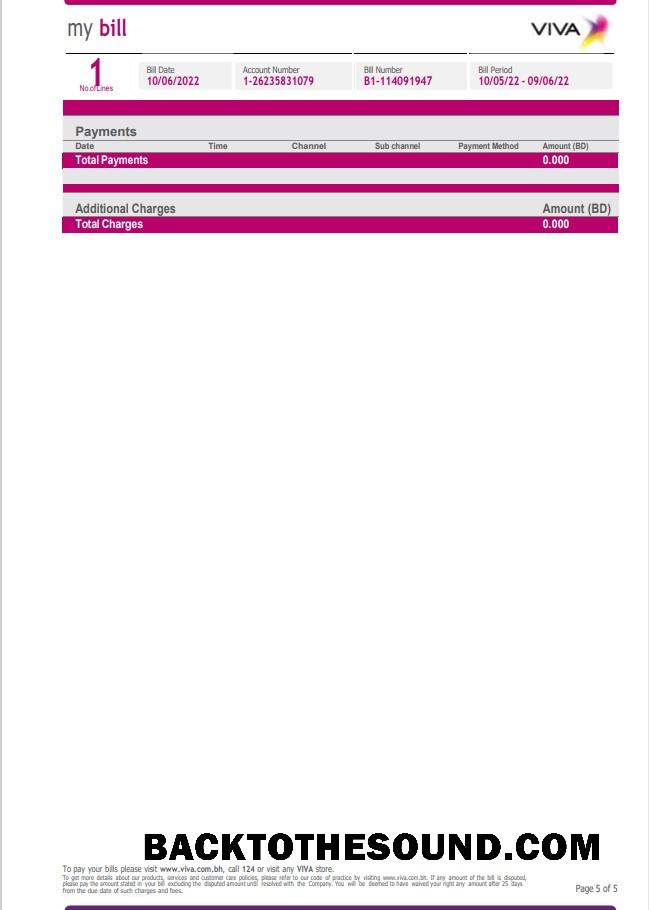 my bill
VIVA
1
No.of Lines
Bill Date
10/06/2022
Account Number
1-26235831079
Bill Number
B1-114091947
Bill Period
10/05/22 - 09/06/22
Payments
Date Time Channel Sub channel Payment Method Amount (BD)
Total Payments 0.000
Additional Charges Amount (BD)
Total Charges 0.000
BACKTOTHESOUND.COM
To pay your bills please visit www.viva.com.bh, call 124 or visit any VIVA store.
To get more details about our products, services and customer care policies, please refer to our code of practice by visiting www.viva.com.bh. If any amount of the bill is disputed,
please pay the amount stated in your bill excluding the disputed amount until resolved with the Company. You will be deemed to have waived your right any amount after 25 days
from the due date of such charges and fees.
Page 5 of 5